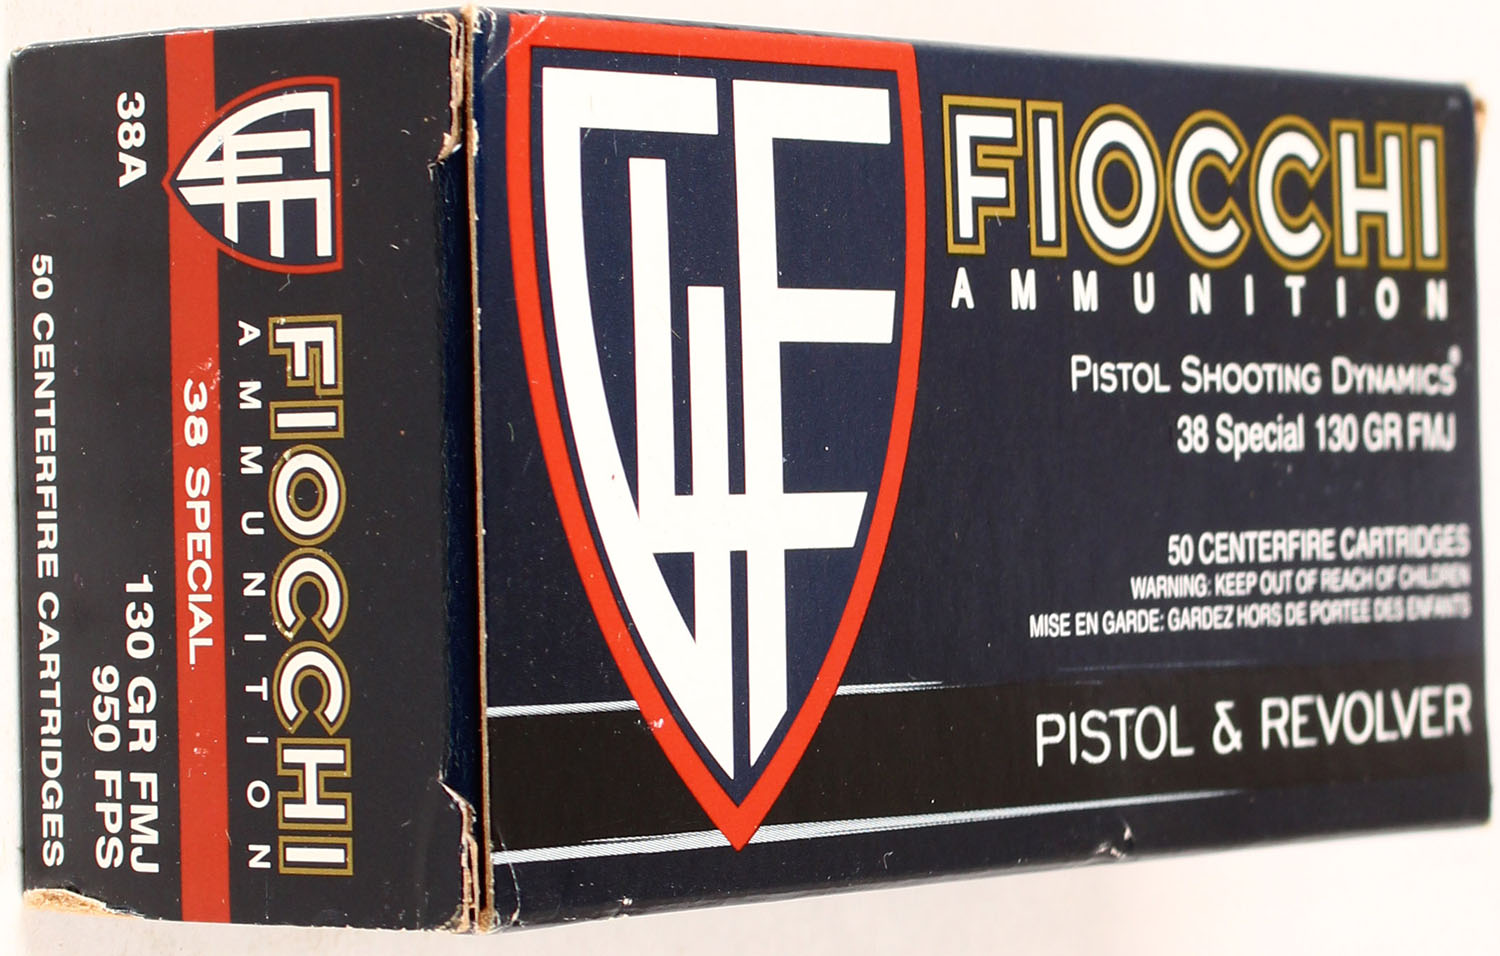 FIOCCHI
AMMUNITION
PISTOL SHOOTING DYNAMICS®
38 Special 130 GR FMJ
50 CENTERFIRE CARTRIDGES
WARNING: KEEP OUT OF REACH OF CHILDREN
MISE EN GARDE: GARDEZ HORS DE PORTEE DES ENFANTS
PISTOL & REVOLVER
GFL
FIOCCHI
AMMUNITION
GFL
38 SPECIAL
38A
130 GR FMJ
950 FPS
50 CENTERFIRE CARTRIDGES